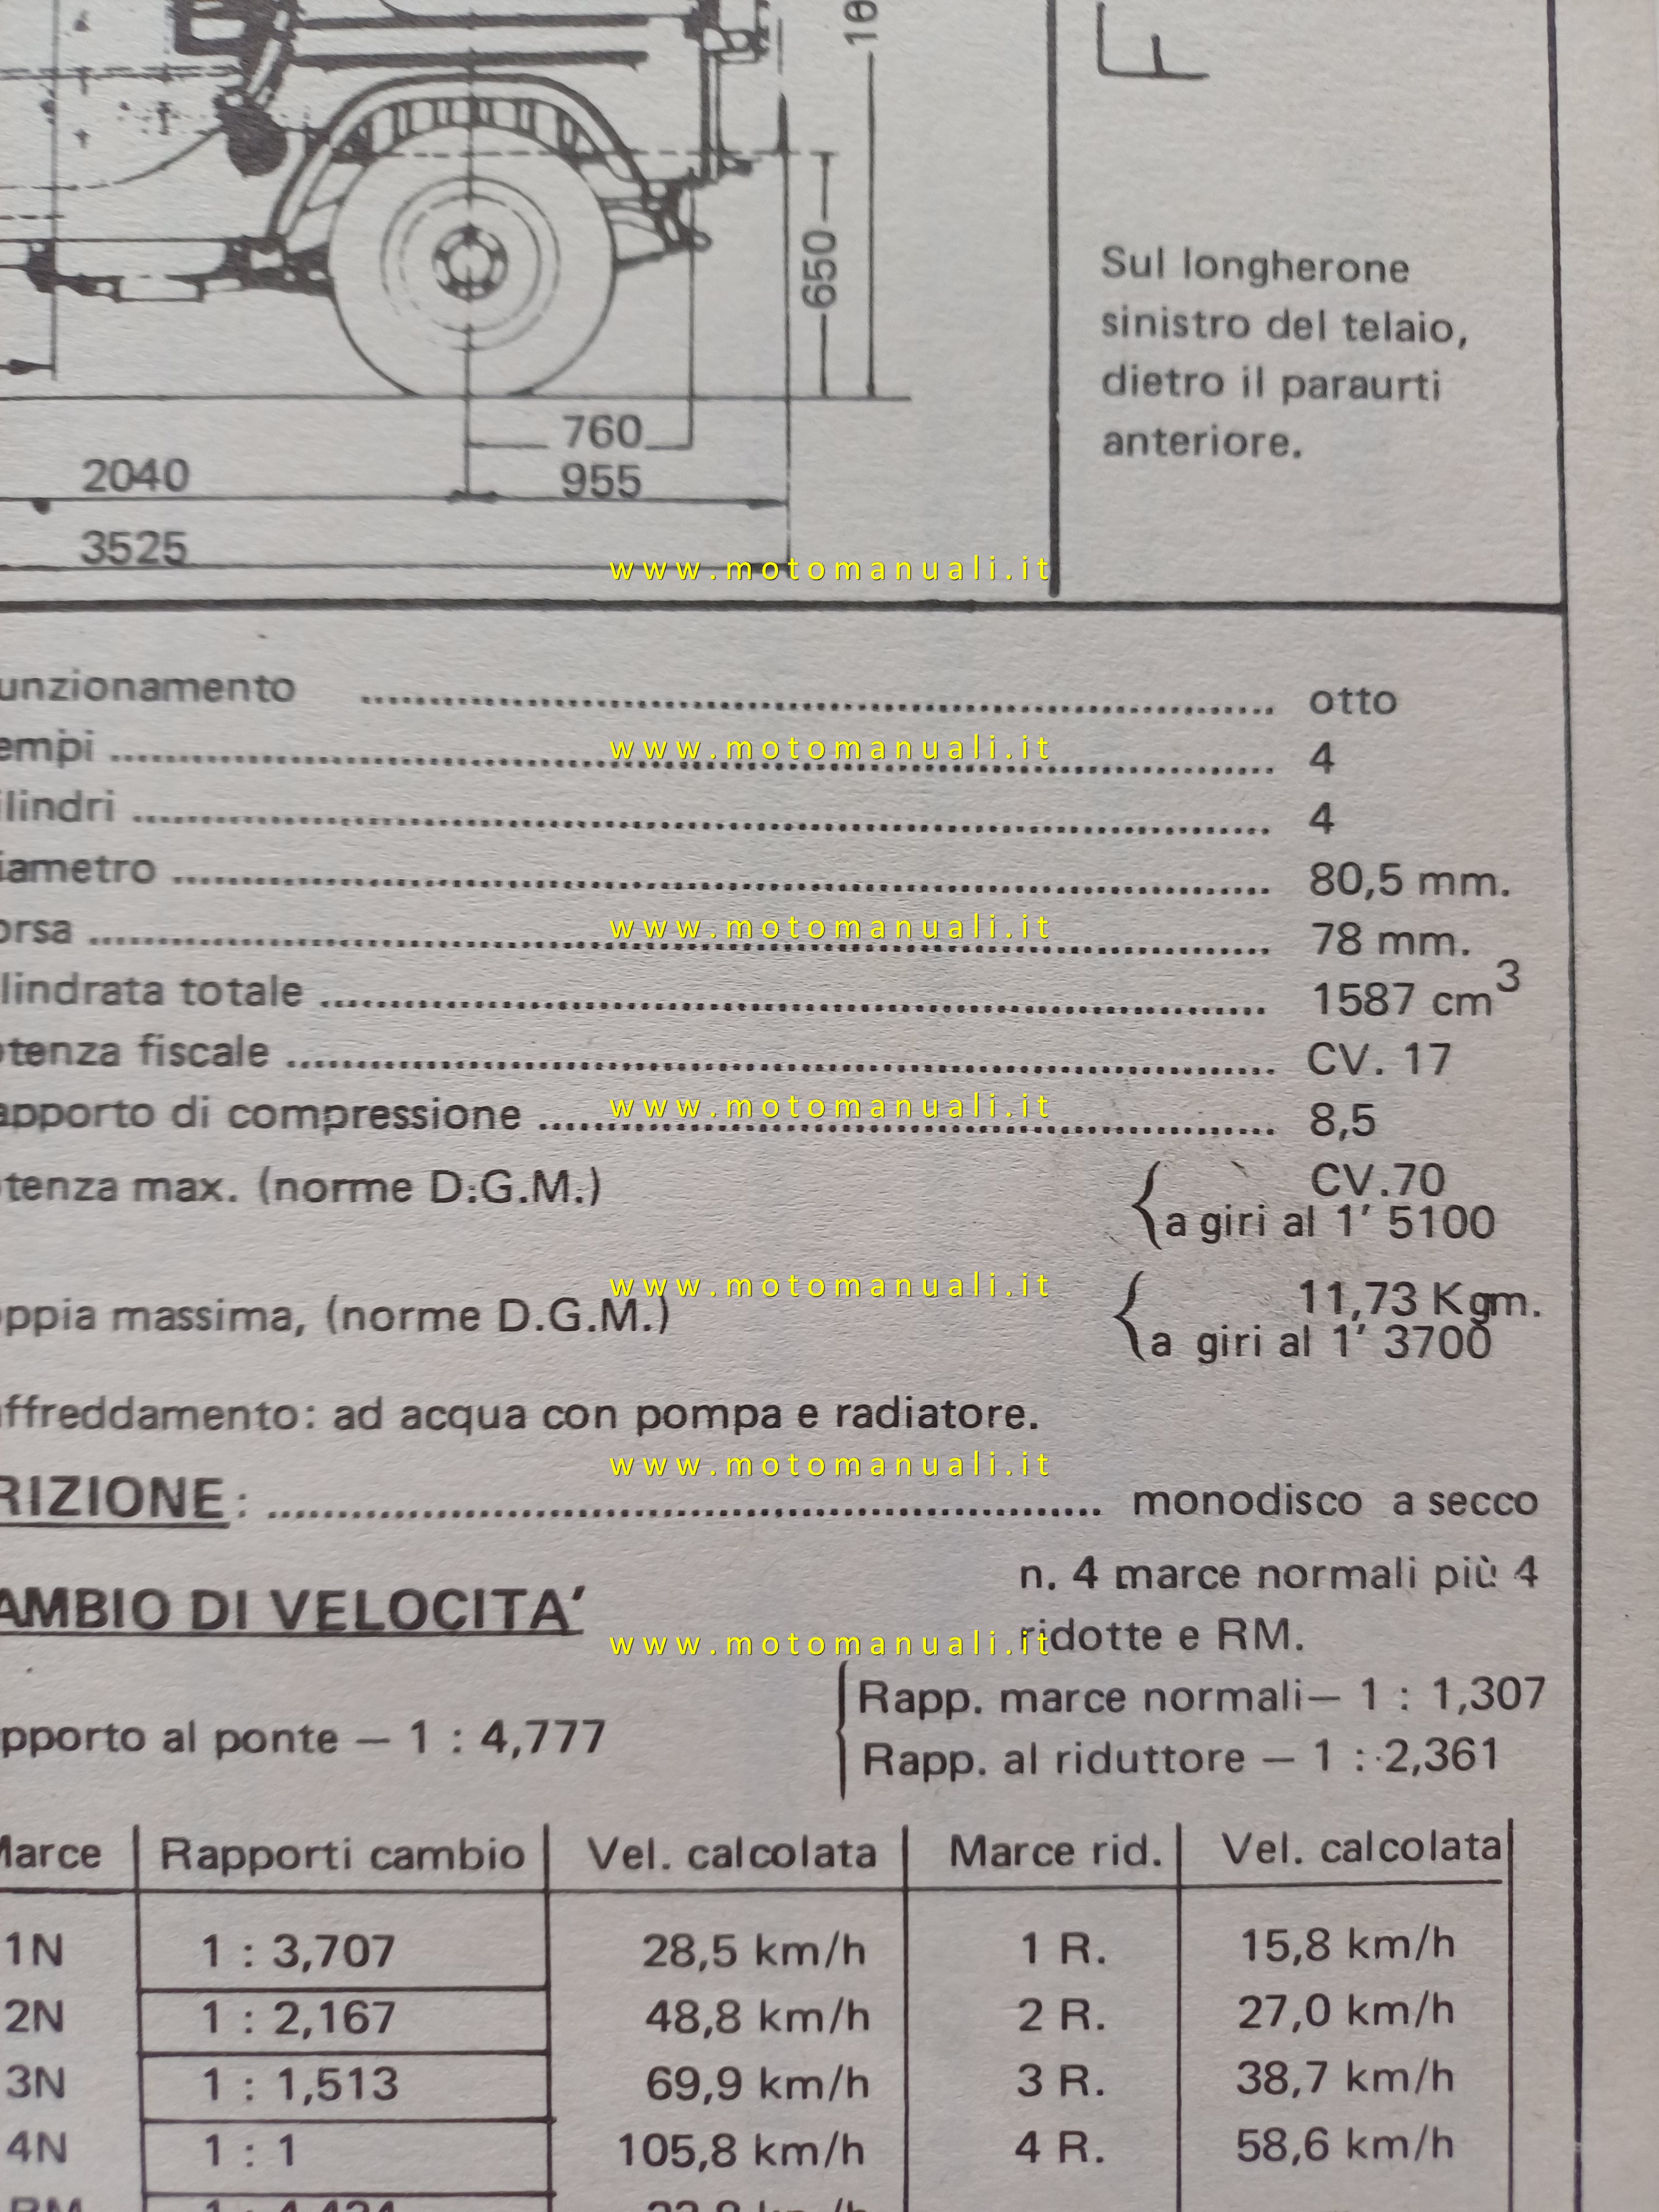 650
Sul longherone
sinistro del telaio,
dietro il paraurti
anteriore.
760
2040
955
3525
www.motomanuali.it
unzionamento ........ otto
www.motomanuali.it
empi ........ 4
ilindri ........ 4
iametro ........ 80,5 mm.
www.motomanuali.it
orsa ........ 78 mm.
lindrata totale ........ 1587 cm3
otenza fiscale ........ CV. 17
www.motomanuali.it
apporto di compressione ........ 8,5
otenza max. (norme D.G.M.) { CV.70
a giri al 1' 5100
www.motomanuali.it
oppia massima, (norme D.G.M.) { 11,73 Kgm.
a giri al 1' 3700
affreddamento: ad acqua con pompa e radiatore.
www.motomanuali.it
RIZIONE: ........ monodisco a secco
n. 4 marce normali più 4
AMBIO DI VELOCITA'
ridotte e RM.
www.motomanuali.it
Rapp. marce normali— 1 : 1,307
pporto al ponte — 1 : 4,777
Rapp. al riduttore — 1 : 2,361
Marce Rapporti cambio Vel. calcolata Marce rid. Vel. calcolata
1N 1 : 3,707 28,5 km/h 1 R. 15,8 km/h
2N 1 : 2,167 48,8 km/h 2 R. 27,0 km/h
3N 1 : 1,513 69,9 km/h 3 R. 38,7 km/h
4N 1 : 1 105,8 km/h 4 R. 58,6 km/h